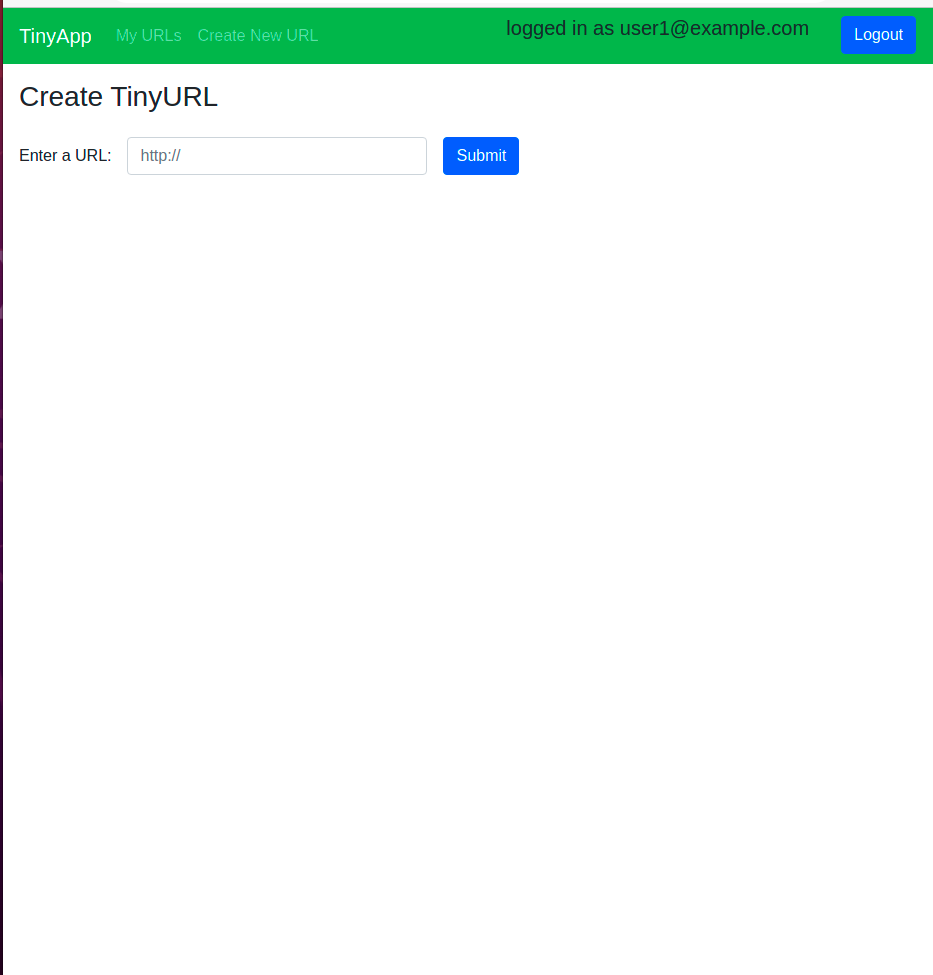 TinyApp My URLs Create New URL logged in as user1@example.com Logout
Create TinyURL
Enter a URL: http:// Submit